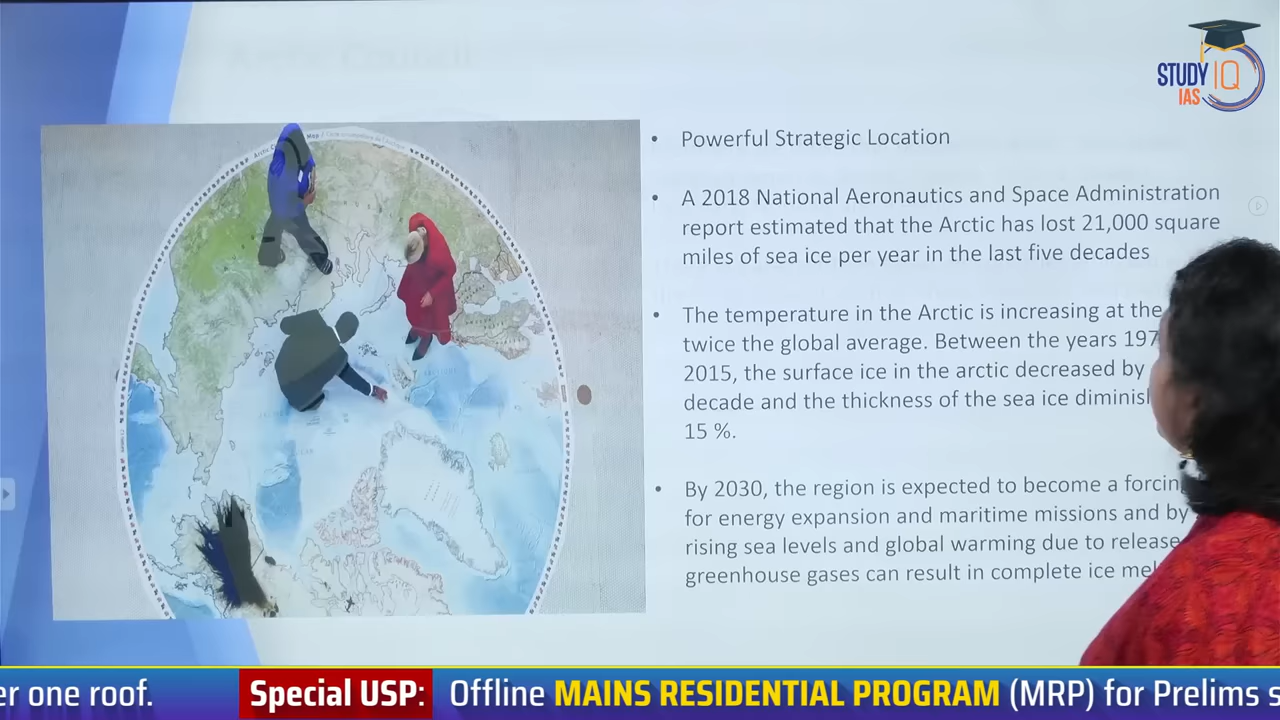 STUDY IQ
IAS
• Powerful Strategic Location
• A 2018 National Aeronautics and Space Administration
report estimated that the Arctic has lost 21,000 square
miles of sea ice per year in the last five decades
• The temperature in the Arctic is increasing at the
twice the global average. Between the years 197
2015, the surface ice in the arctic decreased by
decade and the thickness of the sea ice diminis
15 %.
• By 2030, the region is expected to become a forcin
for energy expansion and maritime missions and by
rising sea levels and global warming due to release
greenhouse gases can result in complete ice me
er one roof. Special USP: Offline MAINS RESIDENTIAL PROGRAM (MRP) for Prelims s